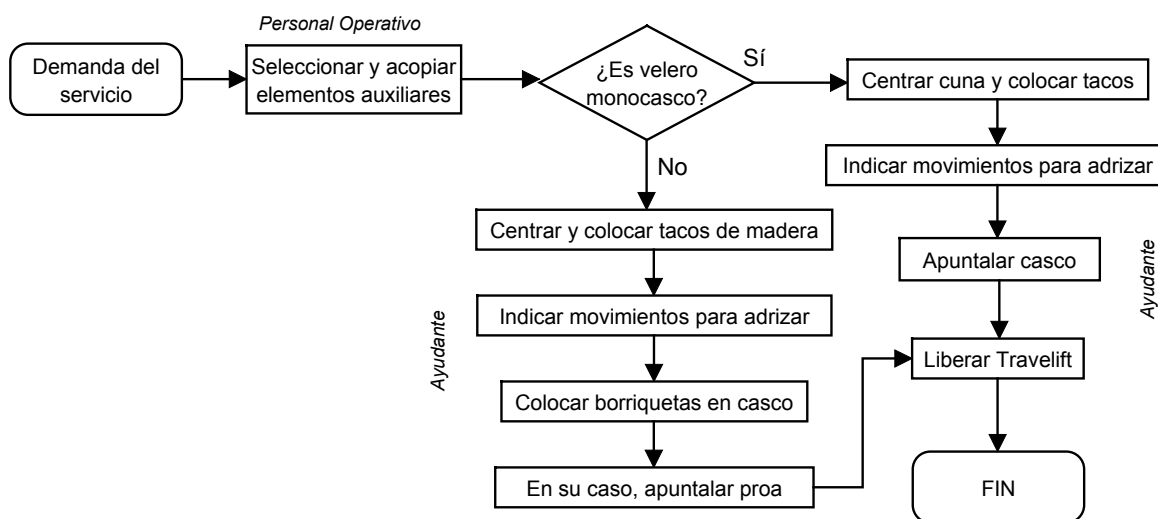 Personal Operativo
Demanda del
servicio
Seleccionar y acopiar
elementos auxiliares
¿Es velero
monocasco?
Sí
Centrar cuna y colocar tacos
Indicar movimientos para adrizar
No
Centrar y colocar tacos de madera
Apuntalar casco
Ayudante
Indicar movimientos para adrizar
Ayudante
Liberar Travelift
Colocar borriquetas en casco
En su caso, apuntalar proa
FIN